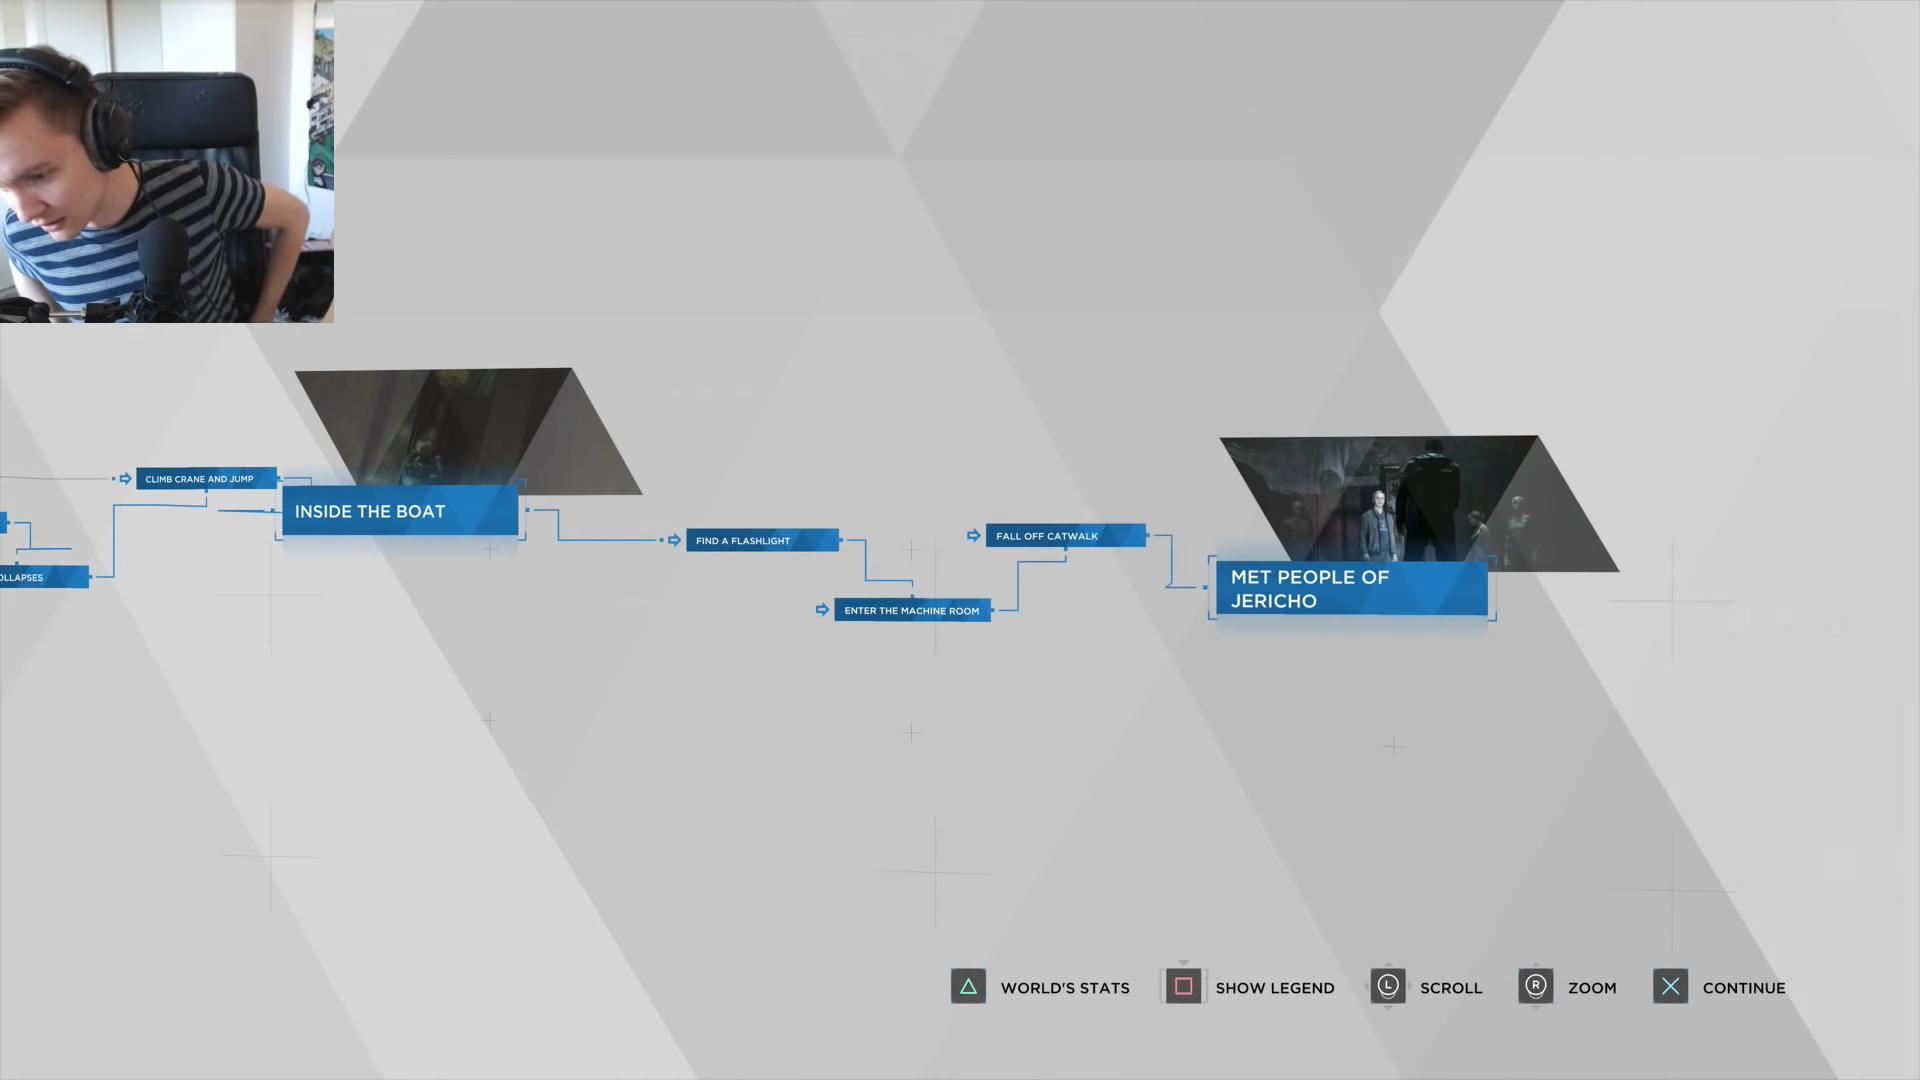 CLIMB CRANE AND JUMP
INSIDE THE BOAT
OLLAPSES
FIND A FLASHLIGHT
ENTER THE MACHINE ROOM
FALL OFF CATWALK
MET PEOPLE OF
JERICHO
WORLD'S STATS
SHOW LEGEND
L
SCROLL
R
ZOOM
CONTINUE